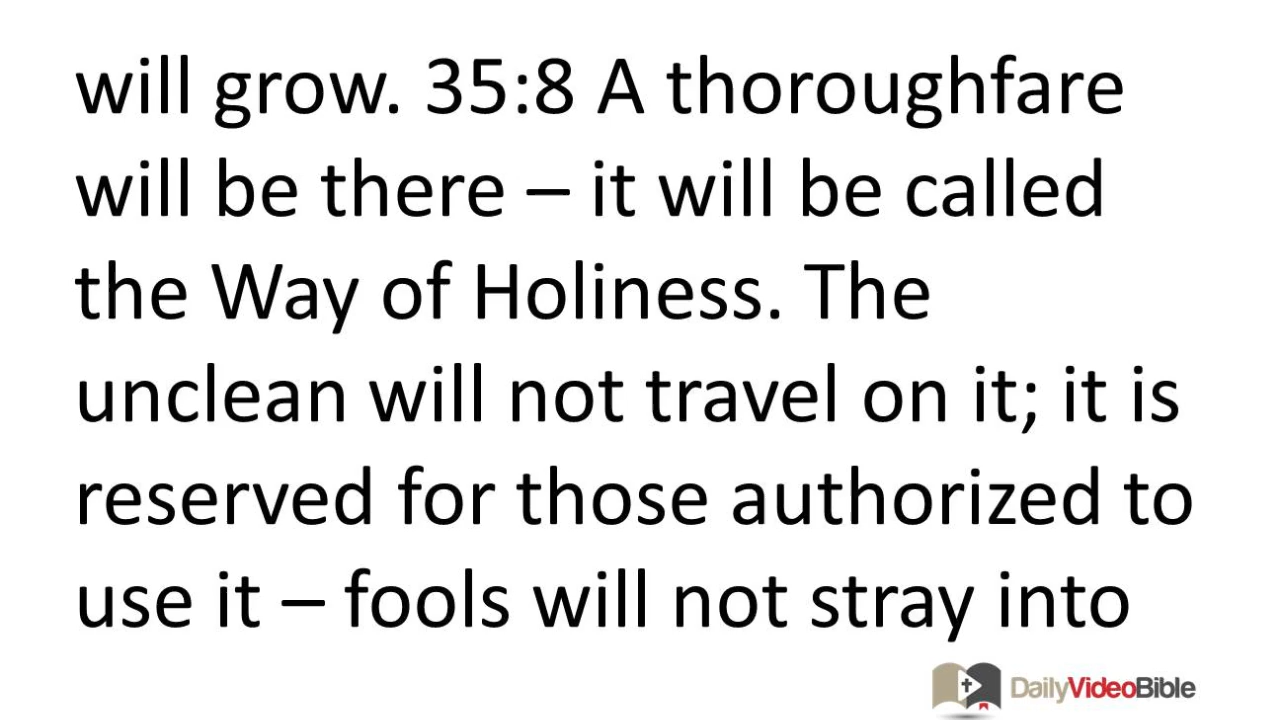 will grow. 35:8 A thoroughfare
will be there – it will be called
the Way of Holiness. The
unclean will not travel on it; it is
reserved for those authorized to
use it – fools will not stray into
DailyVideoBible